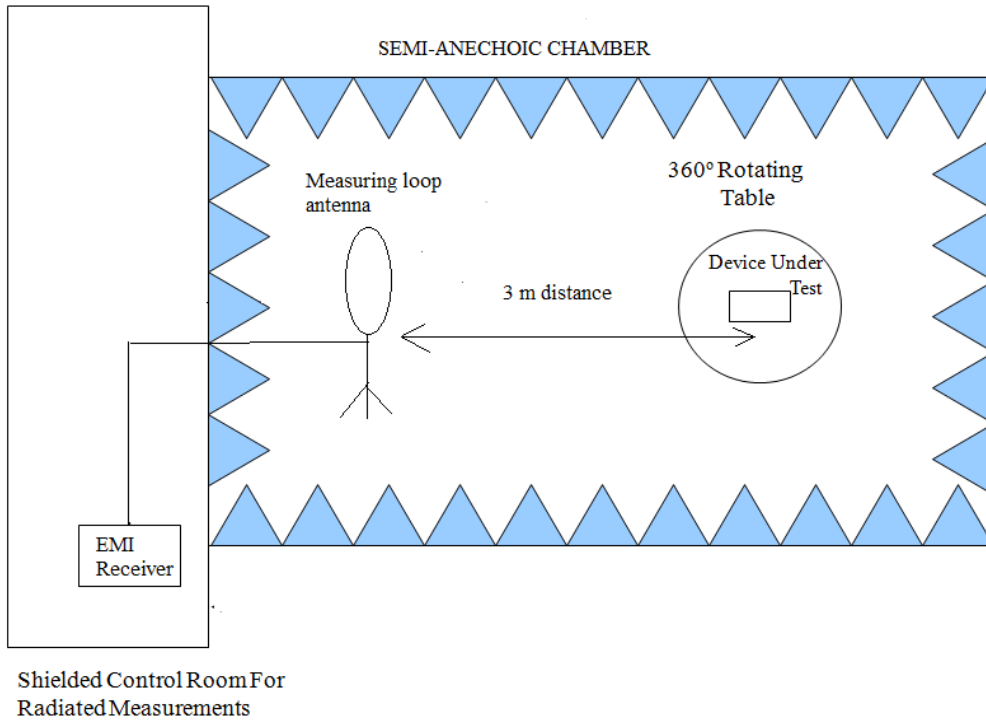 SEMI-ANECHOIC CHAMBER
Measuring loop
antenna
360º Rotating
Table
Device Under
Test
3 m distance
EMI
Receiver
Shielded Control Room For
Radiated Measurements